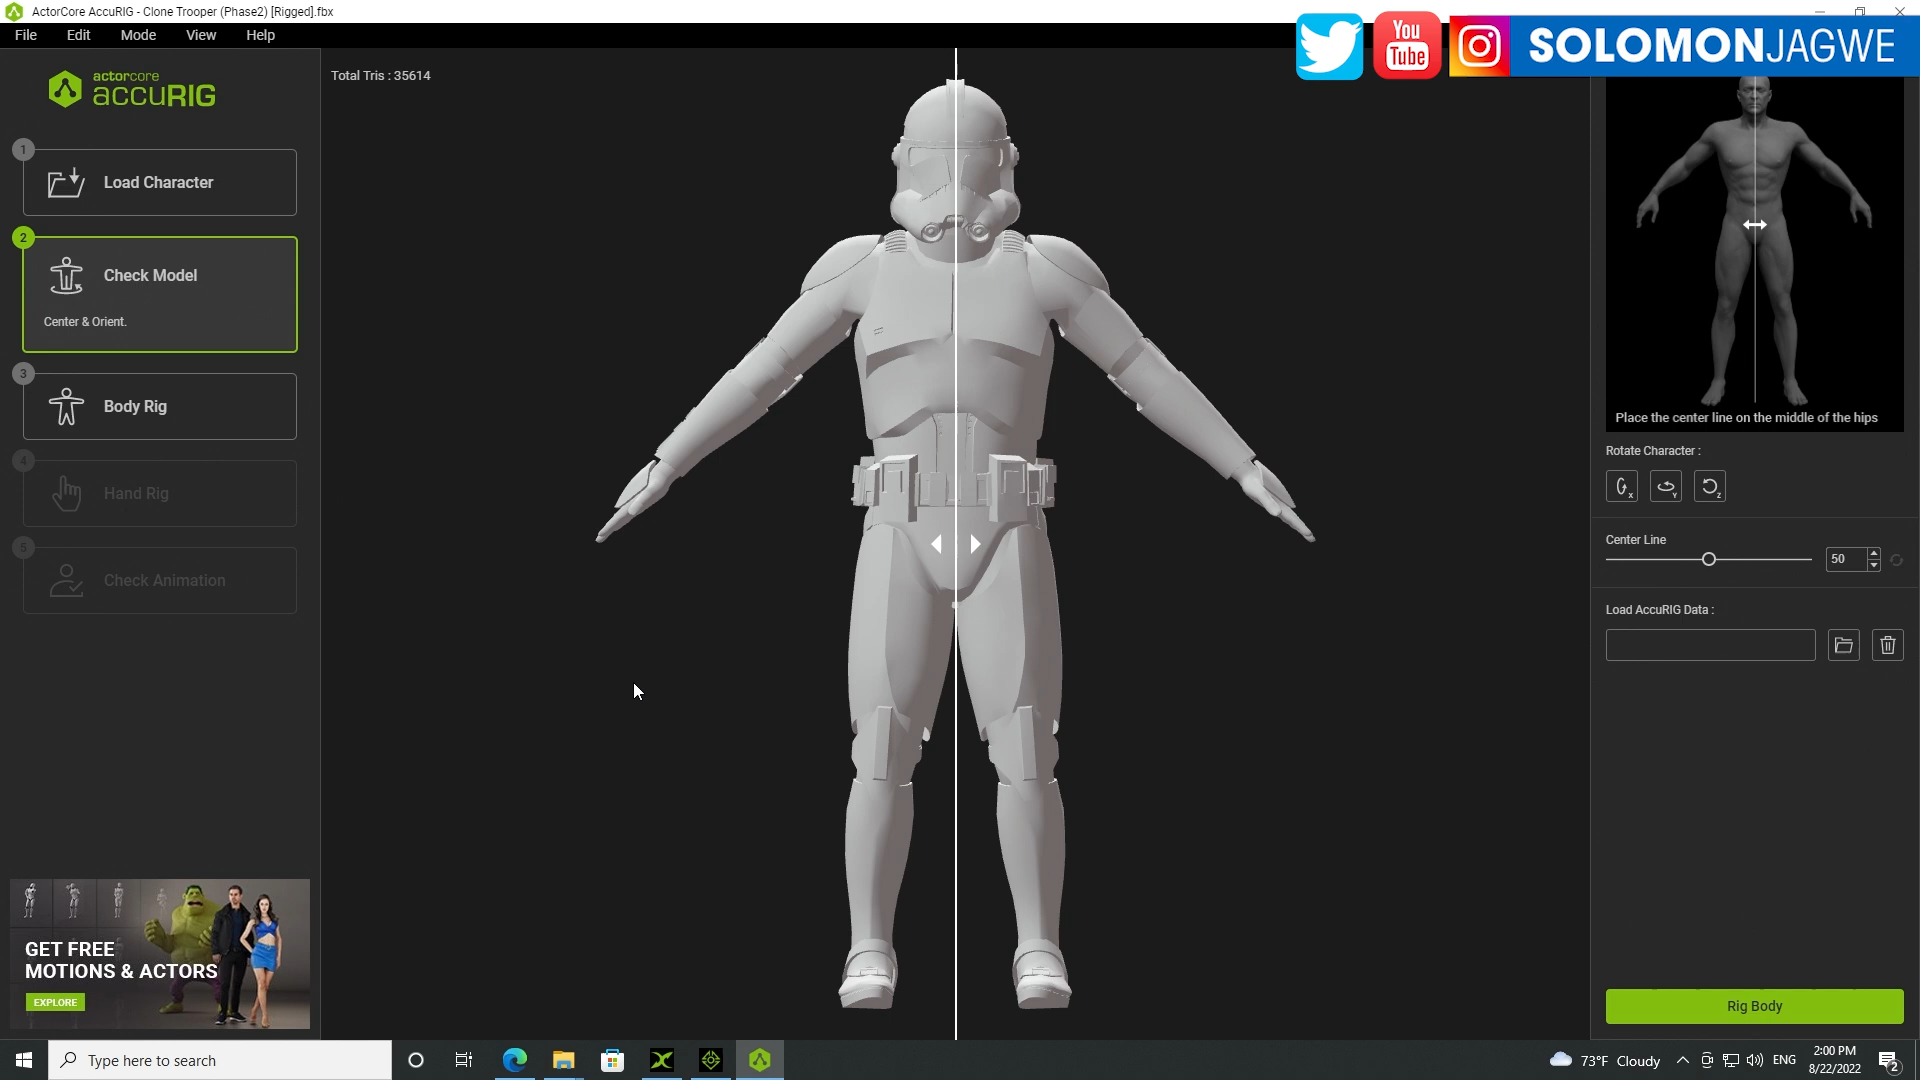 ActorCore AccuRIG - Clone Trooper (Phase2) [Rigged].fbx
File Edit Mode View Help
You
Tube
SOLOMONJAGWE
actorcore
accuRIG
Total Tris : 35614
1
Load Character
2
Check Model
Center & Orient.
3
Body Rig
4
Hand Rig
5
Check Animation
Place the center line on the middle of the hips
Rotate Character :
X Y Z
Center Line
50
Load AccuRIG Data :
Rig Body
GET FREE
MOTIONS & ACTORS
EXPLORE
Type here to search
73°F Cloudy
ENG
2:00 PM
8/22/2022
2